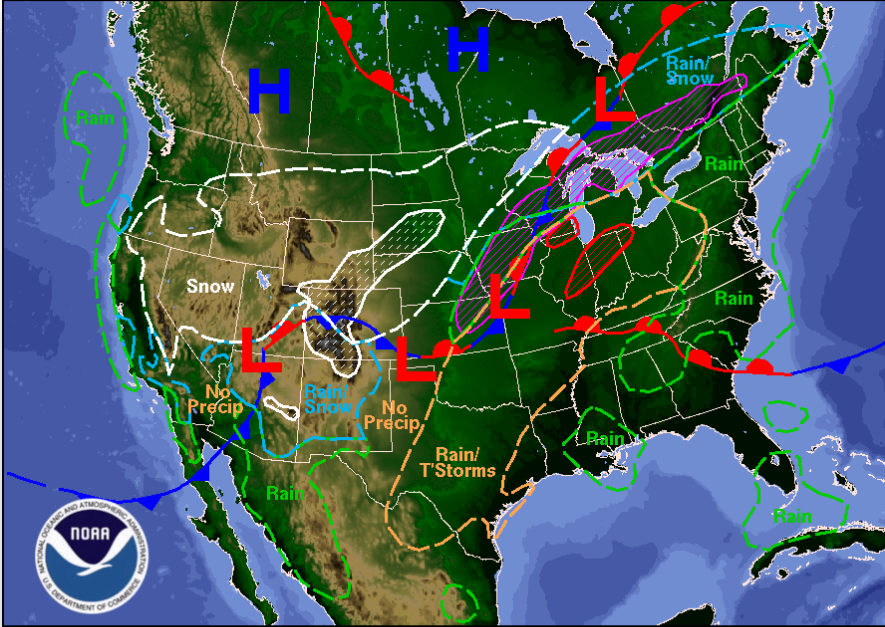 H
H
L
Rain/
Snow
Rain
Rain
Snow
L
Rain
L
L
No
Precip
Rain/
Snow
No
Precip
Rain/
T'Storms
Rain
Rain
Rain
NATIONAL OCEANIC AND ATMOSPHERIC ADMINISTRATION
NOAA
U.S. DEPARTMENT OF COMMERCE